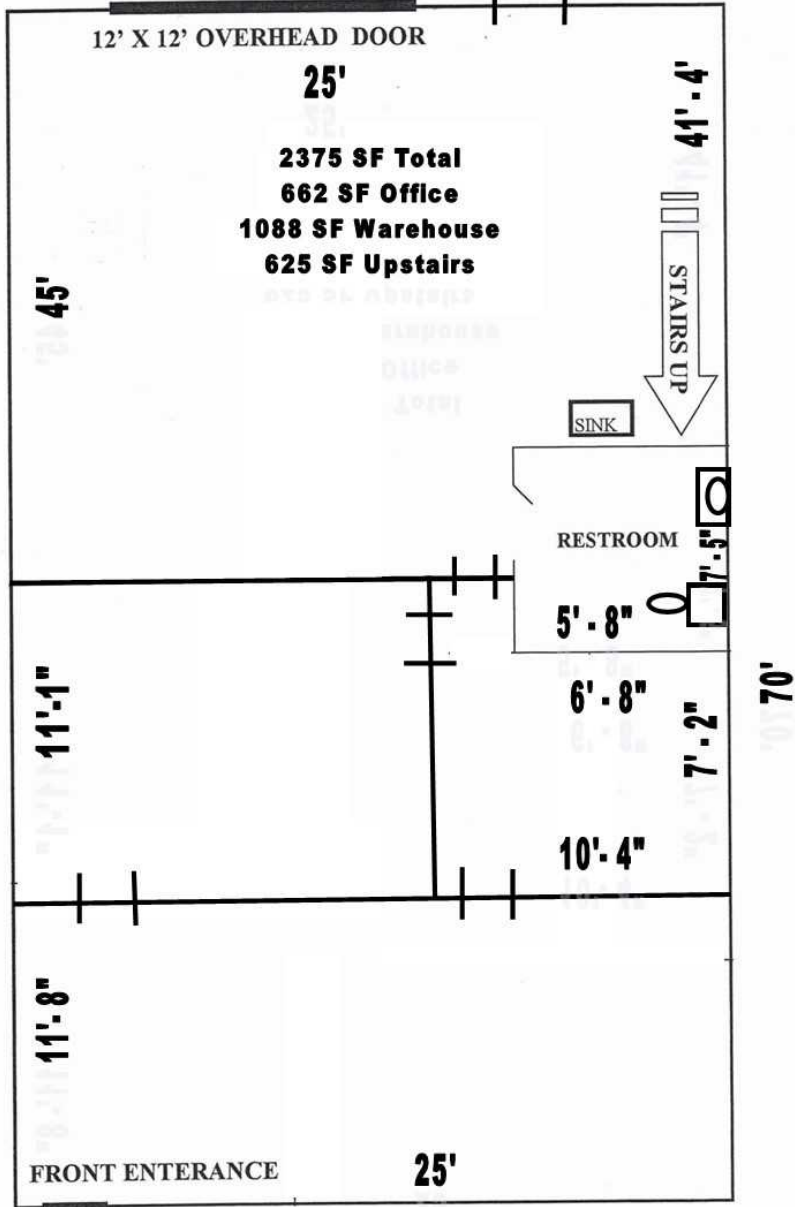 12' X 12' OVERHEAD DOOR
25'
41'- 4'
2375 SF Total
662 SF Office
1088 SF Warehouse
625 SF Upstairs
45'
STAIRS UP
SINK
RESTROOM
7'- 5"
5' - 8"
6' - 8"
11'-1"
7'- 2"
70'
10'- 4"
11'- 8"
FRONT ENTERANCE
25'